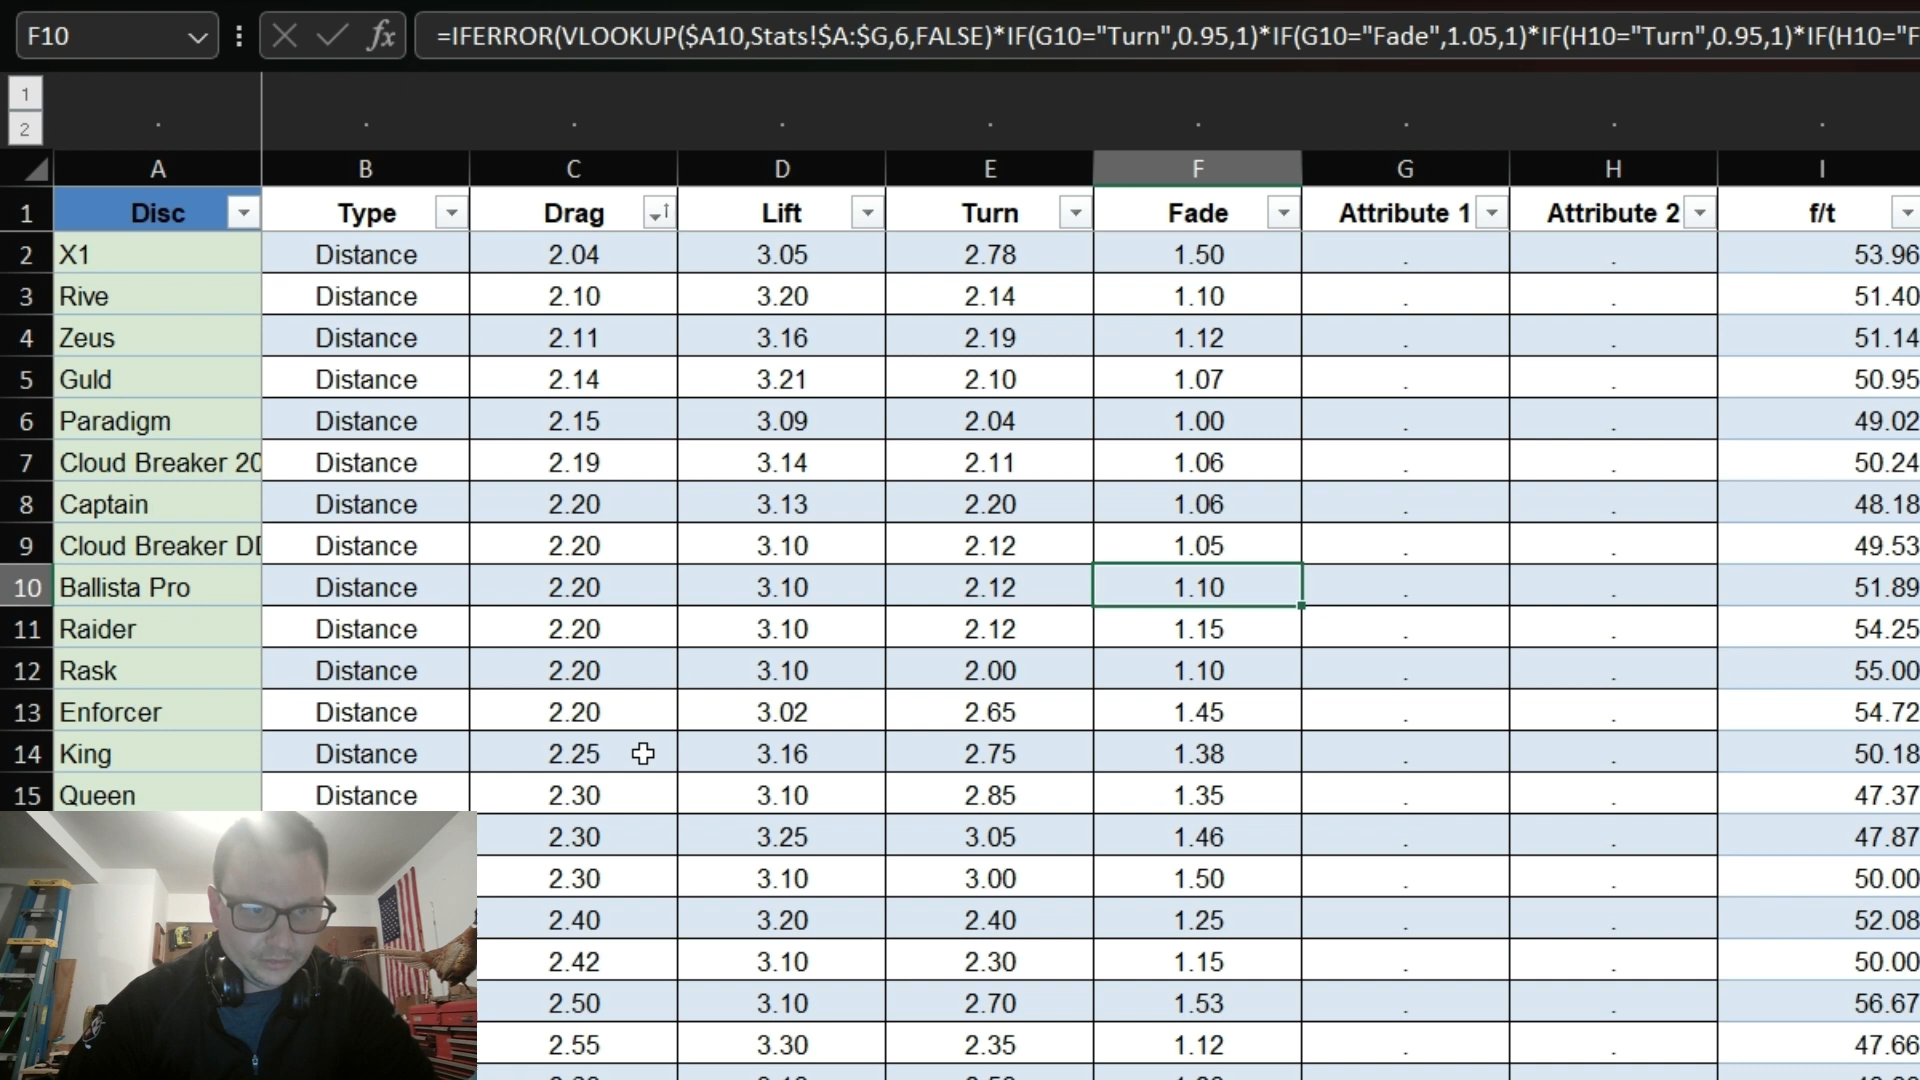 F10 fx =IFERROR(VLOOKUP($A10,Stats!$A:$G,6,FALSE)*IF(G10="Turn",0.95,1)*IF(G10="Fade",1.05,1)*IF(H10="Turn",0.95,1)*IF(H10="F
1
2
A B C D E F G H I
1 Disc Type Drag Lift Turn Fade Attribute 1 Attribute 2 f/t
2 X1 Distance 2.04 3.05 2.78 1.50 . . 53.96
3 Rive Distance 2.10 3.20 2.14 1.10 . . 51.40
4 Zeus Distance 2.11 3.16 2.19 1.12 . . 51.14
5 Guld Distance 2.14 3.21 2.10 1.07 . . 50.95
6 Paradigm Distance 2.15 3.09 2.04 1.00 . . 49.02
7 Cloud Breaker 20 Distance 2.19 3.14 2.11 1.06 . . 50.24
8 Captain Distance 2.20 3.13 2.20 1.06 . . 48.18
9 Cloud Breaker DD Distance 2.20 3.10 2.12 1.05 . . 49.53
10 Ballista Pro Distance 2.20 3.10 2.12 1.10 . . 51.89
11 Raider Distance 2.20 3.10 2.12 1.15 . . 54.25
12 Rask Distance 2.20 3.10 2.00 1.10 . . 55.00
13 Enforcer Distance 2.20 3.02 2.65 1.45 . . 54.72
14 King Distance 2.25 3.16 2.75 1.38 . . 50.18
15 Queen Distance 2.30 3.10 2.85 1.35 . . 47.37
2.30 3.25 3.05 1.46 . . 47.87
2.30 3.10 3.00 1.50 . . 50.00
2.40 3.20 2.40 1.25 . . 52.08
2.42 3.10 2.30 1.15 . . 50.00
2.50 3.10 2.70 1.53 . . 56.67
2.55 3.30 2.35 1.12 . . 47.66